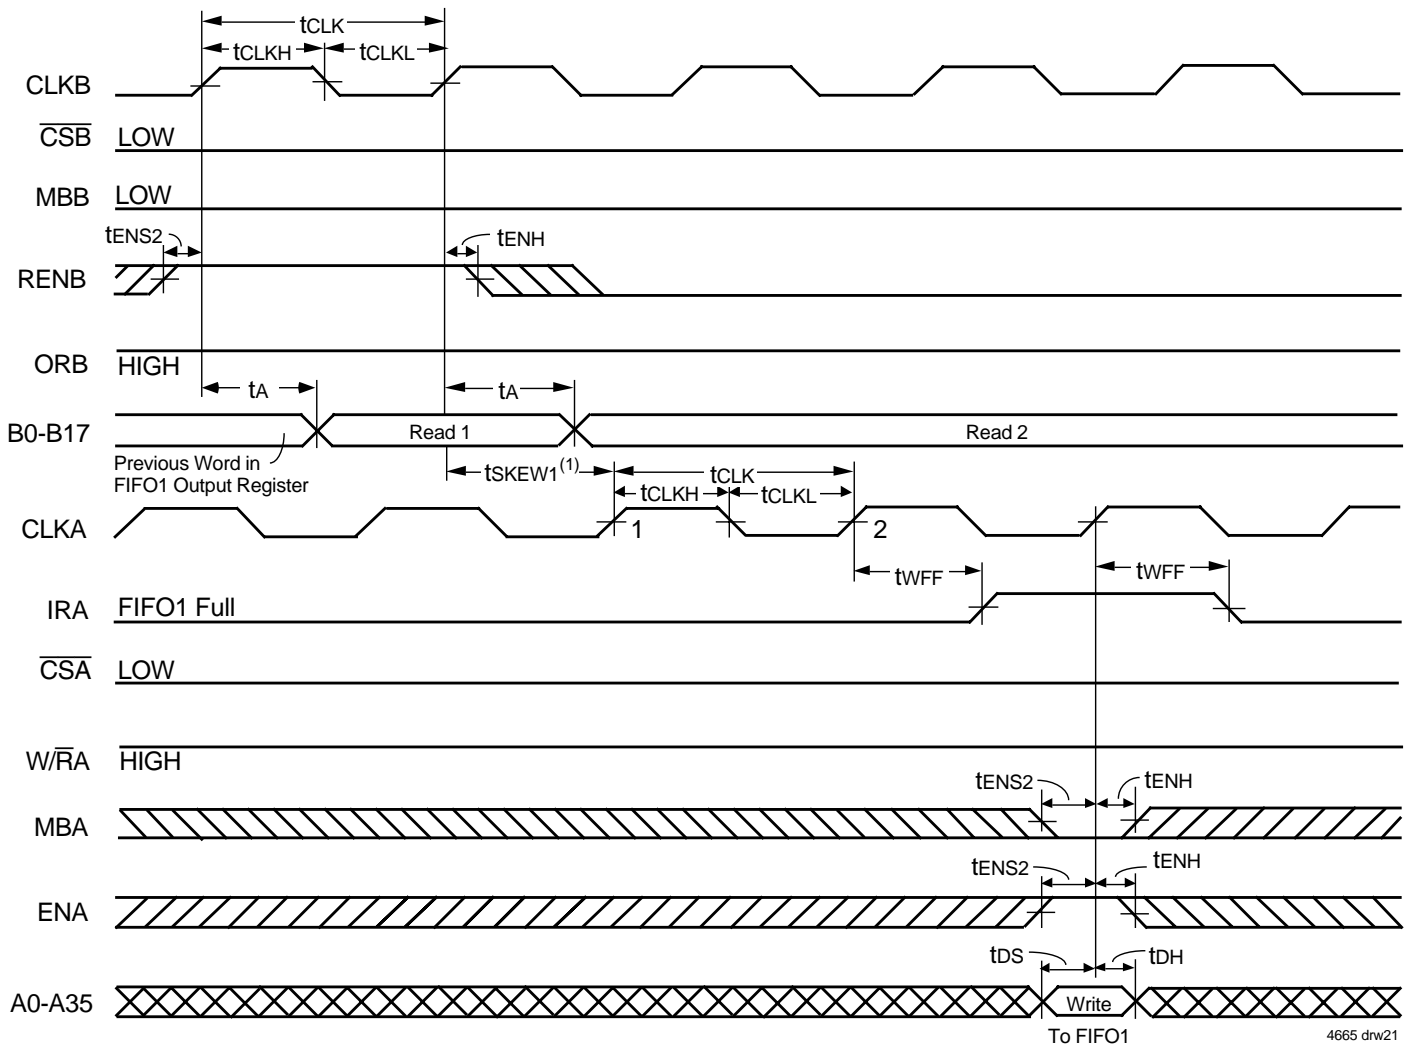 tCLK
tCLKH tCLKL
CLKB
CSB LOW
MBB LOW
tENS2 tENH
RENB
ORB HIGH
tA tA
B0-B17 Read 1 Read 2
Previous Word in
FIFO1 Output Register
tSKEW1(1) tCLK
tCLKH tCLKL
CLKA 1 2
tWFF tWFF
IRA FIFO1 Full
CSA LOW
W/RA HIGH
tENS2 tENH
MBA
tENS2 tENH
ENA
tDS tDH
A0-A35 Write
To FIFO1
4665 drw21